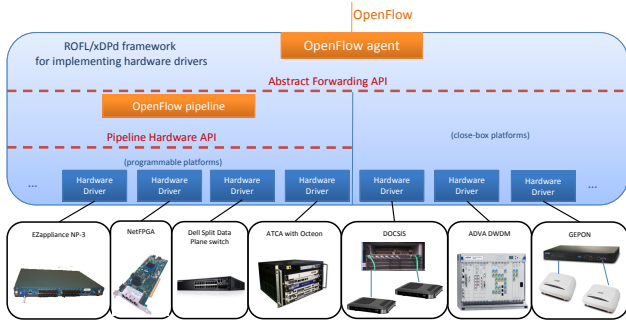 OpenFlow
ROFL/xDPd framework
for implementing hardware drivers
OpenFlow agent
Abstract Forwarding API
OpenFlow pipeline
Pipeline Hardware API
(close-box platforms)
(programmable platforms)
...
Hardware
Driver
Hardware
Driver
Hardware
Driver
Hardware
Driver
Hardware
Driver
Hardware
Driver
Hardware
Driver
...
EZappliance NP-3
NetFPGA
Dell Split Data
Plane switch
ATCA with Octeon
DOCSIS
ADVA DWDM
GEPON